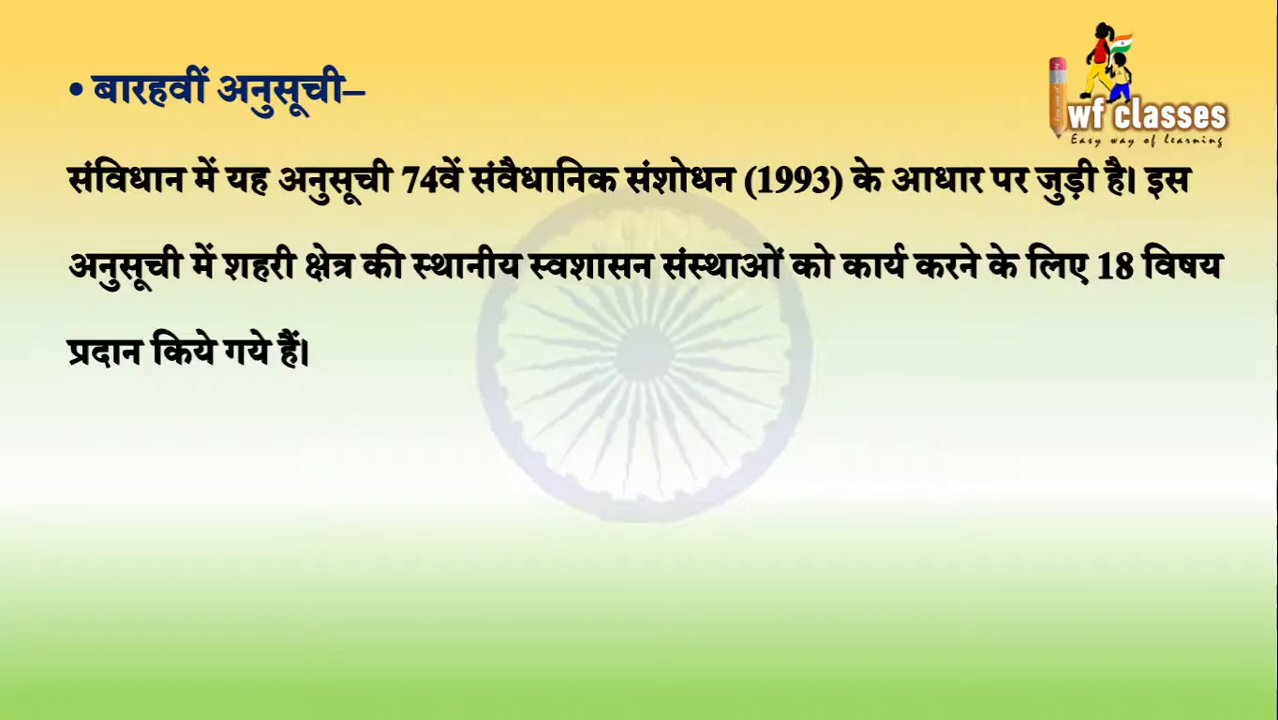 • बारहवीं अनुसूची–
wf classes
Easy way of learning
संविधान में यह अनुसूची 74वें संवैधानिक संशोधन (1993) के आधार पर जुड़ी है। इस
अनुसूची में शहरी क्षेत्र की स्थानीय स्वशासन संस्थाओं को कार्य करने के लिए 18 विषय
प्रदान किये गये हैं।